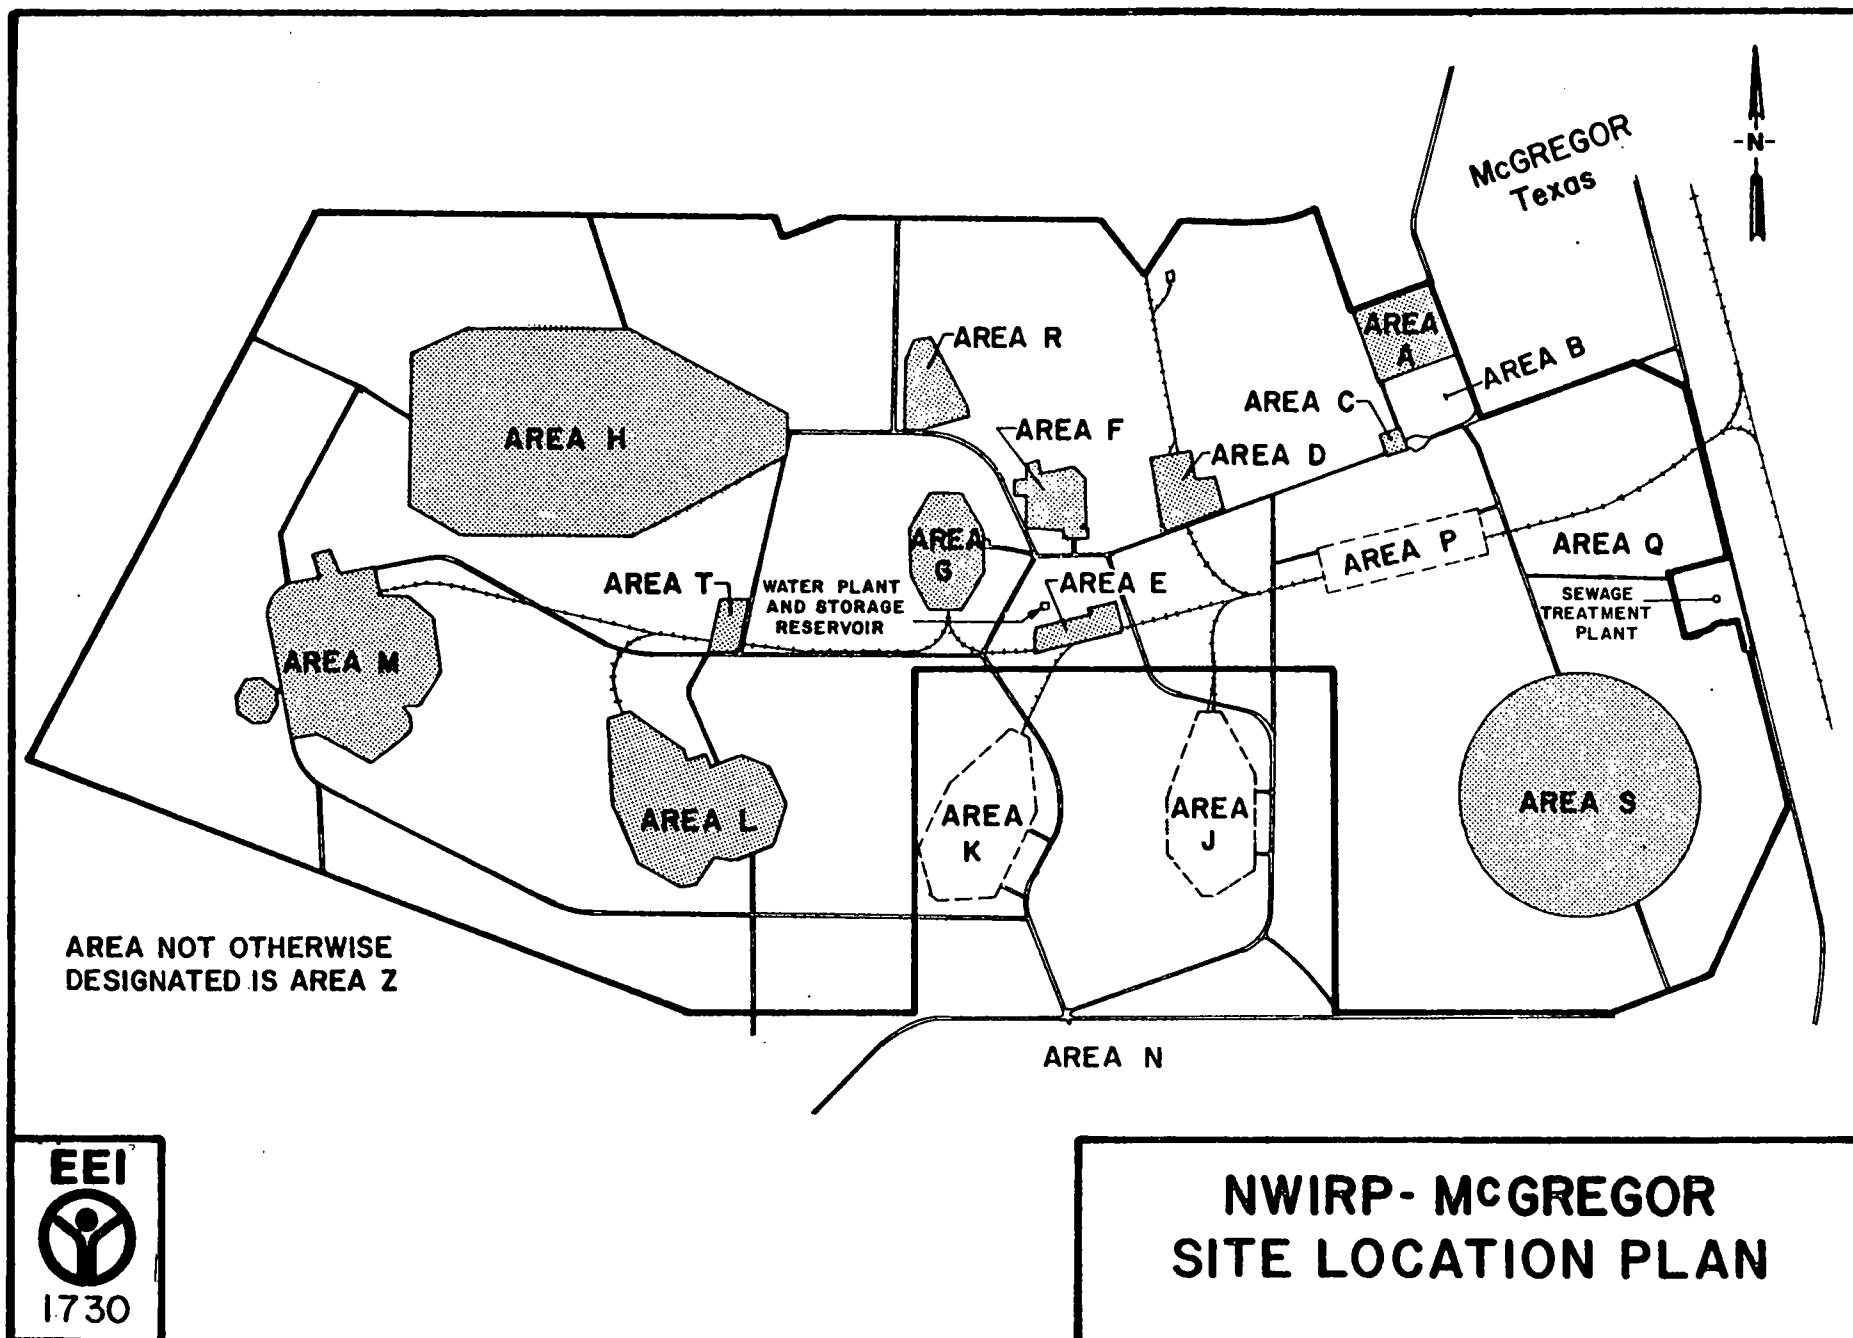 McGREGOR
Texas
-N-
AREA R
AREA A
AREA B
AREA C
AREA H
AREA F
AREA D
AREA G
AREA P
AREA Q
AREA T
WATER PLANT
AND STORAGE
RESERVOIR
AREA E
SEWAGE
TREATMENT
PLANT
AREA M
AREA L
AREA
K
AREA
J
AREA S
AREA NOT OTHERWISE
DESIGNATED IS AREA Z
AREA N
EEI
1730
NWIRP- McGREGOR
SITE LOCATION PLAN